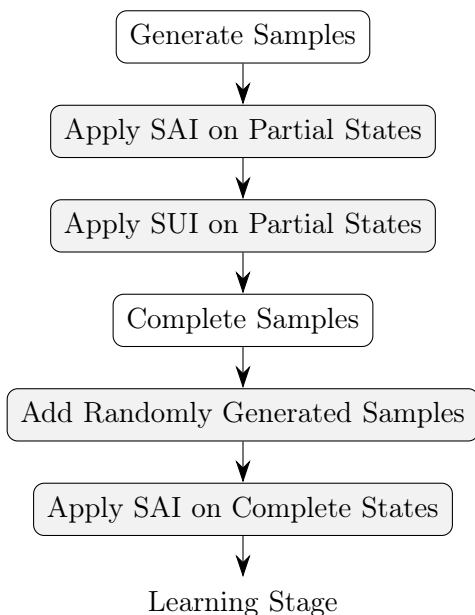 Generate Samples
Apply SAI on Partial States
Apply SUI on Partial States
Complete Samples
Add Randomly Generated Samples
Apply SAI on Complete States
Learning Stage